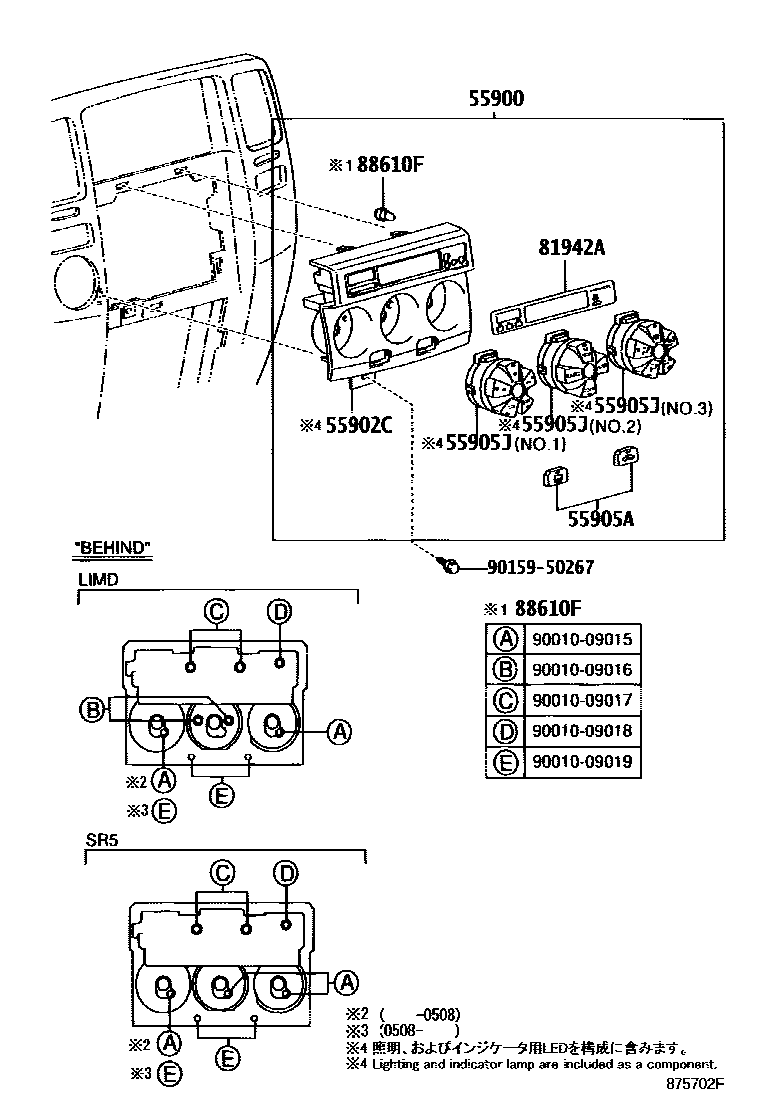 55900
※1 88610F
81942A
※4 55905J(NO.3)
※4 55905J(NO.2)
※4 55902C
※4 55905J(NO.1)
55905A
"BEHIND"
90159-50267
LIMD
※1 88610F
C D
A 90010-09015
B 90010-09016
C 90010-09017
D 90010-09018
E 90010-09019
B
A
※2 A
E
※3 E
SR5
C D
A
※2 A
E
※3 E
※2 ( -0508)
※3 (0508- )
※4 照明、およびインジケータ用LEDを構成に含みます。
※4 Lighting and indicator lamp are included as a component.
875702F